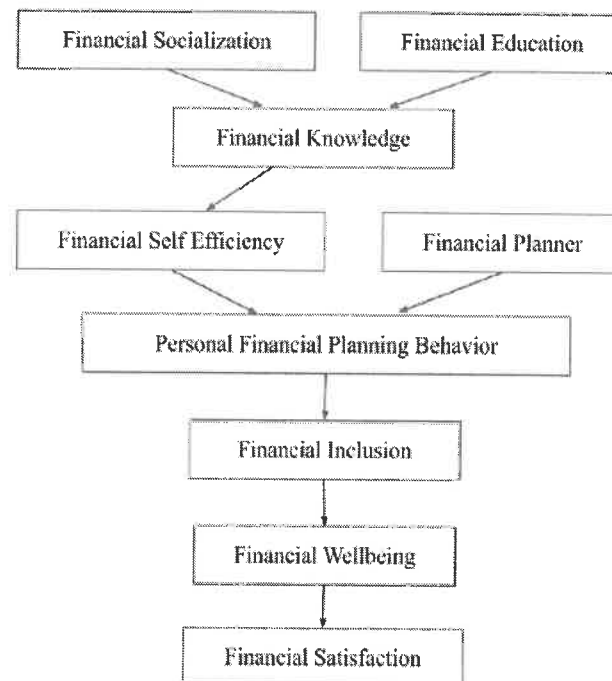 Financial Socialization
Financial Education
Financial Knowledge
Financial Self Efficiency
Financial Planner
Personal Financial Planning Behavior
Financial Inclusion
Financial Wellbeing
Financial Satisfaction